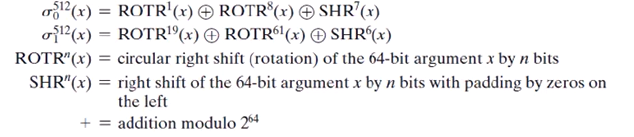 σ₀⁵¹²(x) = ROTR¹(x) ⊕ ROTR⁸(x) ⊕ SHR⁷(x)
σ₁⁵¹²(x) = ROTR¹⁹(x) ⊕ ROTR⁶¹(x) ⊕ SHR⁶(x)
ROTRⁿ(x) = circular right shift (rotation) of the 64-bit argument x by n bits
SHRⁿ(x) = right shift of the 64-bit argument x by n bits with padding by zeros on
the left
+ = addition modulo 2⁶⁴